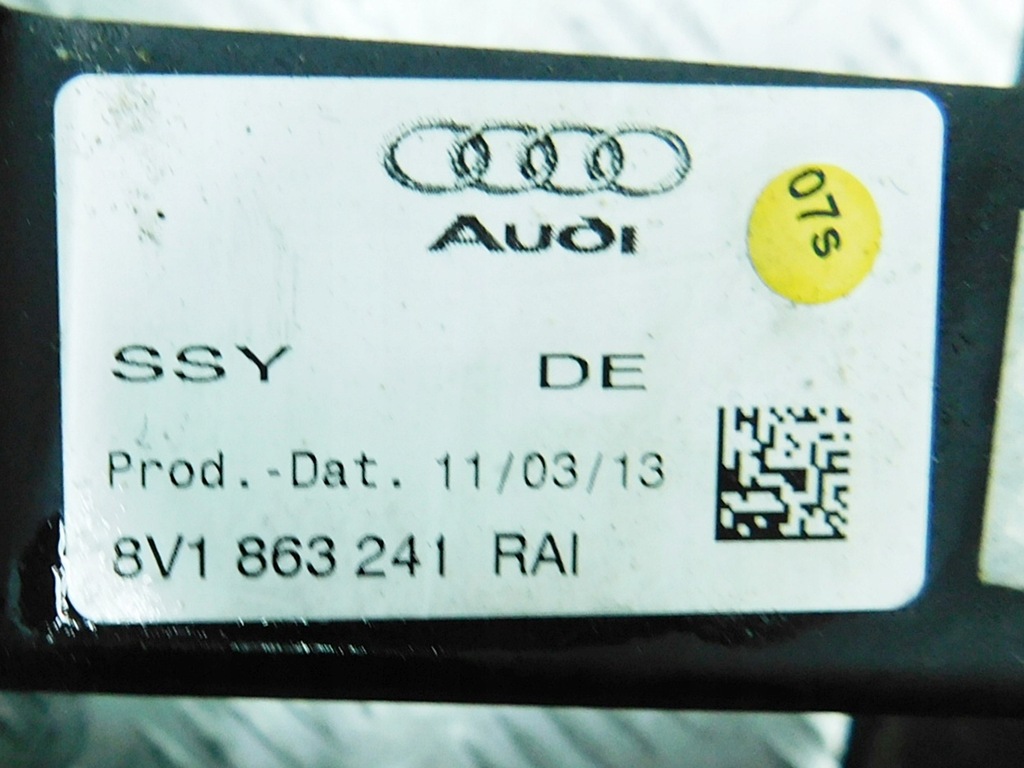 Audi
07s
SSY DE
Prod.-Dat. 11/03/13
8V1 863 241 RAI